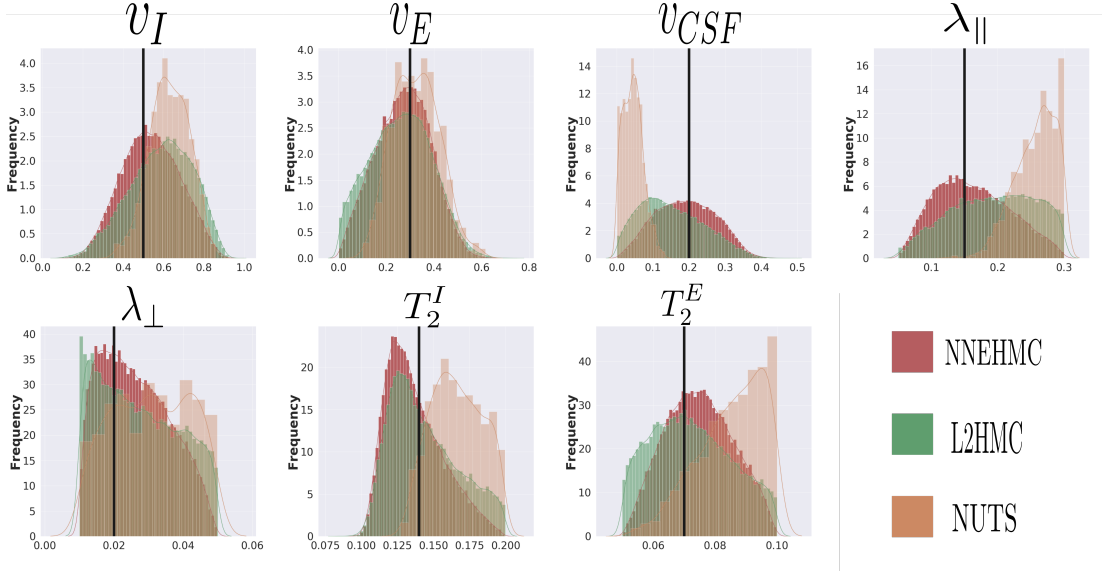 v_I v_E v_CSF λ_∥
Frequency Frequency Frequency Frequency
4.0 4.0 14 16
3.5 3.5 12 14
3.0 3.0 10 12
2.5 2.5 8 10
2.0 2.0 6 8
1.5 1.5 4 6
1.0 1.0 2 4
0.5 0.5 0 2
0.0 0.0 0
0.0 0.2 0.4 0.6 0.8 1.0 0.0 0.2 0.4 0.6 0.8 0.0 0.1 0.2 0.3 0.4 0.5 0.1 0.2 0.3
λ_⊥ T_2^I T_2^E
Frequency Frequency Frequency
40 20 40
35 15 30
30 10 20
25 5 10
20 0 0
15
10
5
0
0.00 0.02 0.04 0.06 0.075 0.100 0.125 0.150 0.175 0.200 0.06 0.08 0.10
NNEHMC
L2HMC
NUTS